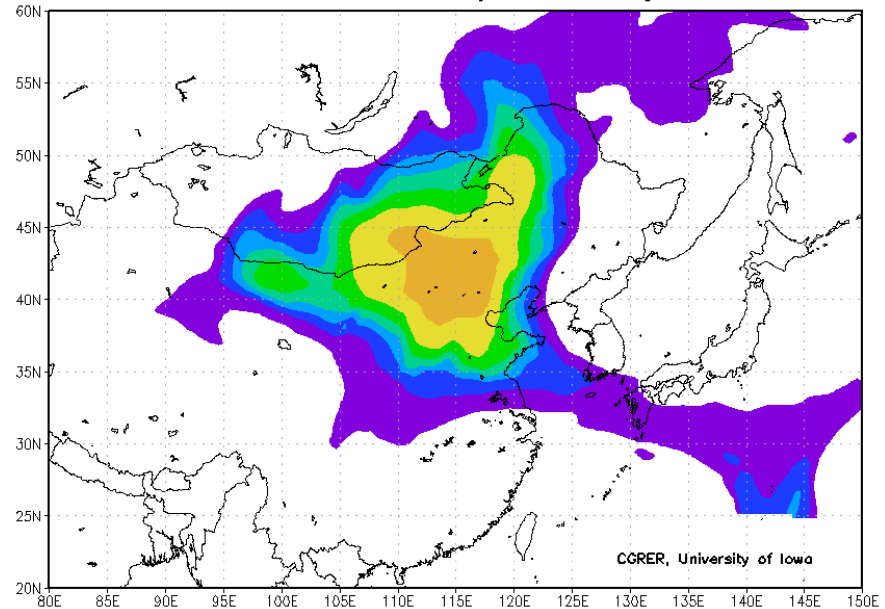 60N
55N
50N
45N
40N
35N
30N
25N
20N
CGRER, University of Iowa
80E 85E 90E 95E 100E 105E 110E 115E 120E 125E 130E 135E 140E 145E 150E